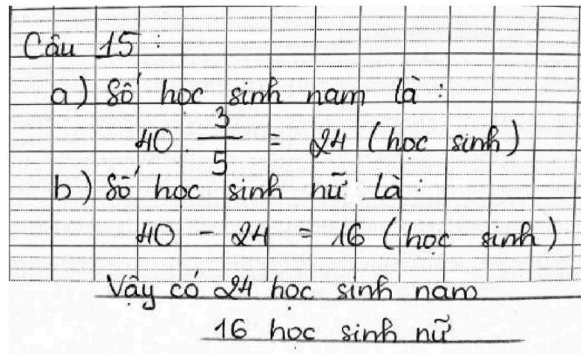 Câu 15 :
a) Số học sinh nam là :
40 . 3/5 = 24 (học sinh)
b) Số học sinh nữ là :
40 - 24 = 16 (học sinh)
Vậy có 24 học sinh nam
16 học sinh nữ